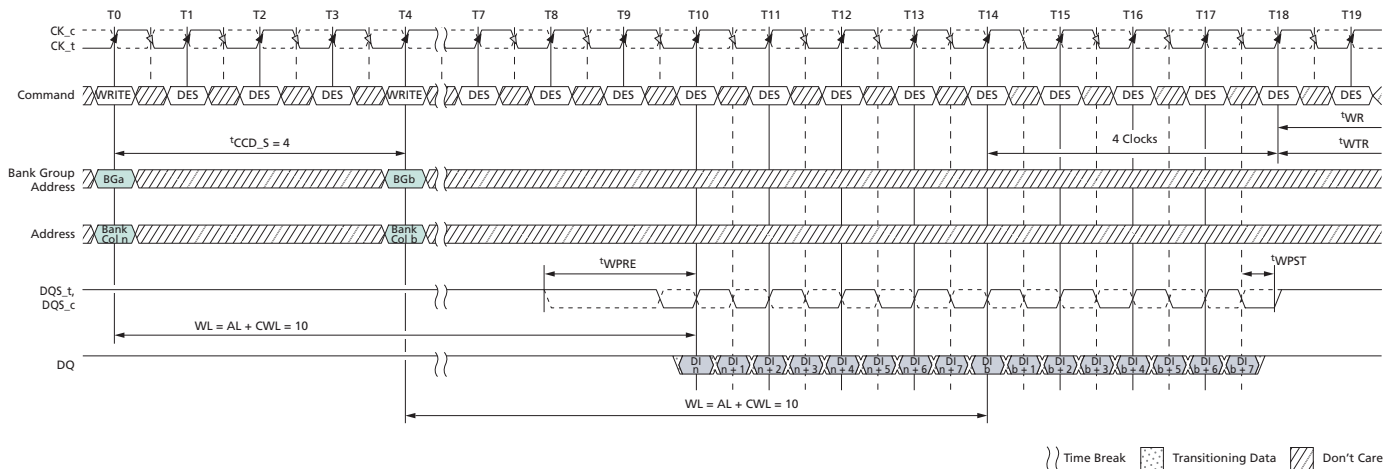 T0 T1 T2 T3 T4 T7 T8 T9 T10 T11 T12 T13 T14 T15 T16 T17 T18 T19
CK_c
CK_t
Command WRITE DES DES DES WRITE DES DES DES DES DES DES DES DES DES DES DES DES DES
tWR
tCCD_S = 4 4 Clocks tWTR
Bank Group
Address BGa BGb
Address Bank
Col n Bank
Col b
tWPRE tWPST
DQS_t,
DQS_c
WL = AL + CWL = 10
DQ DI
n DI
n + 1 DI
n + 2 DI
n + 3 DI
n + 4 DI
n + 5 DI
n + 6 DI
n + 7 DI
b DI
b + 1 DI
b + 2 DI
b + 3 DI
b + 4 DI
b + 5 DI
b + 6 DI
b + 7
WL = AL + CWL = 10
Time Break Transitioning Data Don't Care